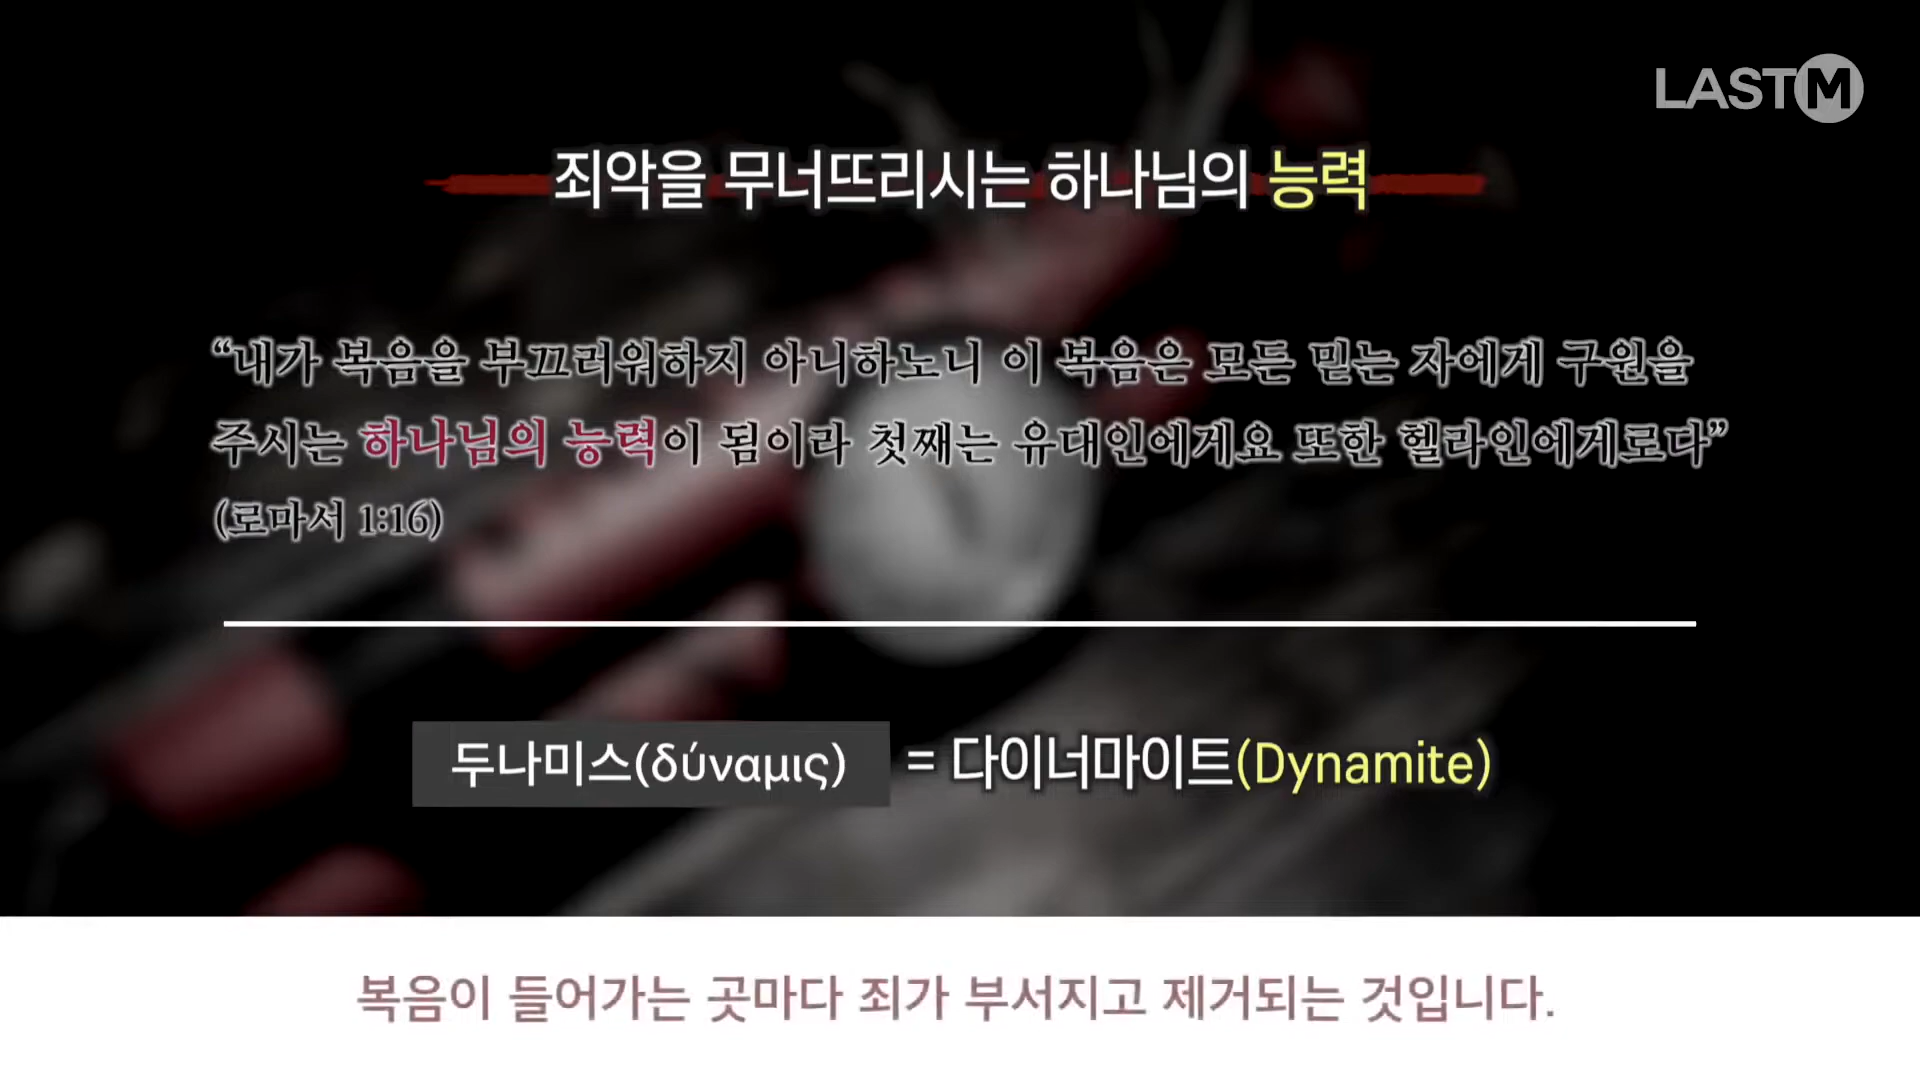 LASTM
죄악을 무너뜨리시는 하나님의 능력
“내가 복음을 부끄러워하지 아니하노니 이 복음은 모든 믿는 자에게 구원을
주시는 하나님의 능력이 됨이라 첫째는 유대인에게요 또한 헬라인에게로다”
(로마서 1:16)
두나미스(δύναμις) = 다이너마이트(Dynamite)
복음이 들어가는 곳마다 죄가 부서지고 제거되는 것입니다.